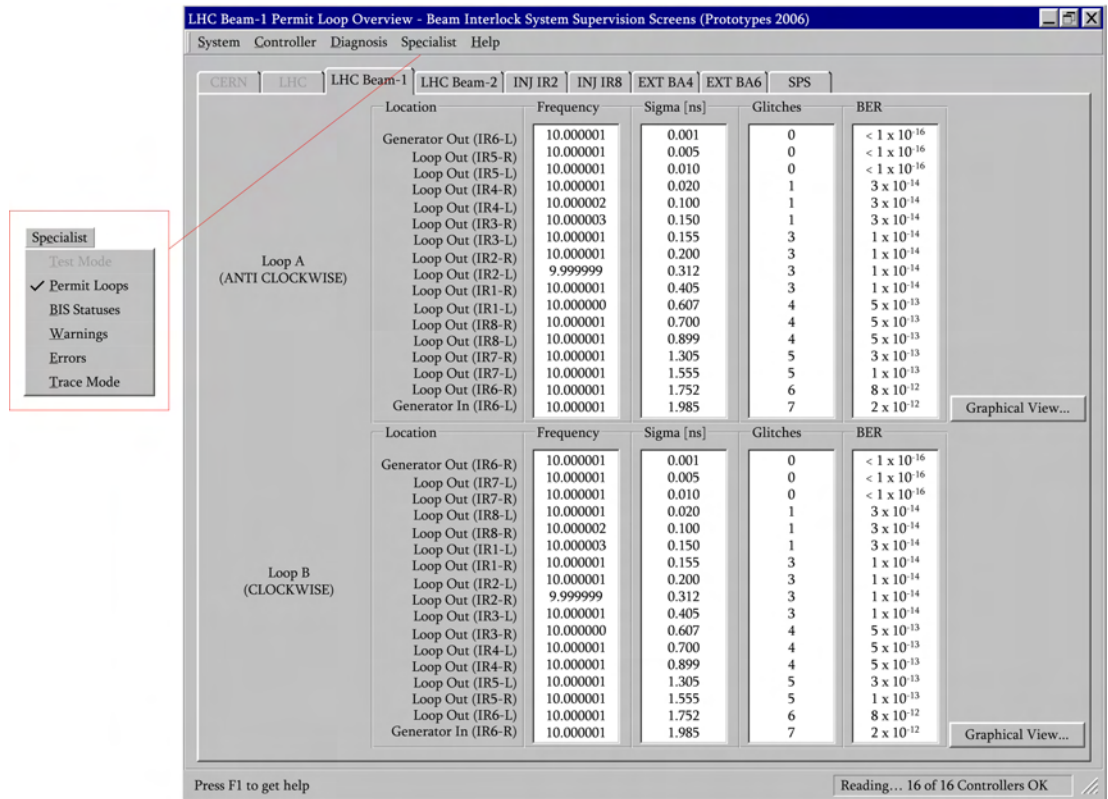 LHC Beam-1 Permit Loop Overview - Beam Interlock System Supervision Screens (Prototypes 2006)
System Controller Diagnosis Specialist Help
CERN LHC LHC Beam-1 LHC Beam-2 INJ IR2 INJ IR8 EXT BA4 EXT BA6 SPS
Specialist
Test Mode
✓ Permit Loops
BIS Statuses
Warnings
Errors
Trace Mode
Loop A
(ANTI CLOCKWISE)
Location Frequency Sigma [ns] Glitches BER
Generator Out (IR6-L) 10.000001 0.001 0 < 1 x 10⁻¹⁶
Loop Out (IR5-R) 10.000001 0.005 0 < 1 x 10⁻¹⁶
Loop Out (IR5-L) 10.000001 0.010 0 < 1 x 10⁻¹⁶
Loop Out (IR4-R) 10.000001 0.020 1 3 x 10⁻¹⁴
Loop Out (IR4-L) 10.000002 0.100 1 3 x 10⁻¹⁴
Loop Out (IR3-R) 10.000003 0.150 1 3 x 10⁻¹⁴
Loop Out (IR3-L) 10.000001 0.155 3 1 x 10⁻¹⁴
Loop Out (IR2-R) 10.000001 0.200 3 1 x 10⁻¹⁴
Loop Out (IR2-L) 9.999999 0.312 3 1 x 10⁻¹⁴
Loop Out (IR1-R) 10.000001 0.405 3 1 x 10⁻¹⁴
Loop Out (IR1-L) 10.000000 0.607 4 5 x 10⁻¹³
Loop Out (IR8-R) 10.000001 0.700 4 5 x 10⁻¹³
Loop Out (IR8-L) 10.000001 0.899 4 5 x 10⁻¹³
Loop Out (IR7-R) 10.000001 1.305 5 3 x 10⁻¹³
Loop Out (IR7-L) 10.000001 1.555 5 1 x 10⁻¹³
Loop Out (IR6-R) 10.000001 1.752 6 8 x 10⁻¹²
Generator In (IR6-L) 10.000001 1.985 7 2 x 10⁻¹²
Graphical View...
Loop B
(CLOCKWISE)
Location Frequency Sigma [ns] Glitches BER
Generator Out (IR6-R) 10.000001 0.001 0 < 1 x 10⁻¹⁶
Loop Out (IR7-L) 10.000001 0.005 0 < 1 x 10⁻¹⁶
Loop Out (IR7-R) 10.000001 0.010 0 < 1 x 10⁻¹⁶
Loop Out (IR8-L) 10.000001 0.020 1 3 x 10⁻¹⁴
Loop Out (IR8-R) 10.000002 0.100 1 3 x 10⁻¹⁴
Loop Out (IR1-L) 10.000003 0.150 1 3 x 10⁻¹⁴
Loop Out (IR1-R) 10.000001 0.155 3 1 x 10⁻¹⁴
Loop Out (IR2-L) 10.000001 0.200 3 1 x 10⁻¹⁴
Loop Out (IR2-R) 9.999999 0.312 3 1 x 10⁻¹⁴
Loop Out (IR3-L) 10.000001 0.405 3 1 x 10⁻¹⁴
Loop Out (IR3-R) 10.000000 0.607 4 5 x 10⁻¹³
Loop Out (IR4-L) 10.000001 0.700 4 5 x 10⁻¹³
Loop Out (IR4-R) 10.000001 0.899 4 5 x 10⁻¹³
Loop Out (IR5-L) 10.000001 1.305 5 3 x 10⁻¹³
Loop Out (IR5-R) 10.000001 1.555 5 1 x 10⁻¹³
Loop Out (IR6-L) 10.000001 1.752 6 8 x 10⁻¹²
Generator In (IR6-R) 10.000001 1.985 7 2 x 10⁻¹²
Graphical View...
Press F1 to get help
Reading... 16 of 16 Controllers OK